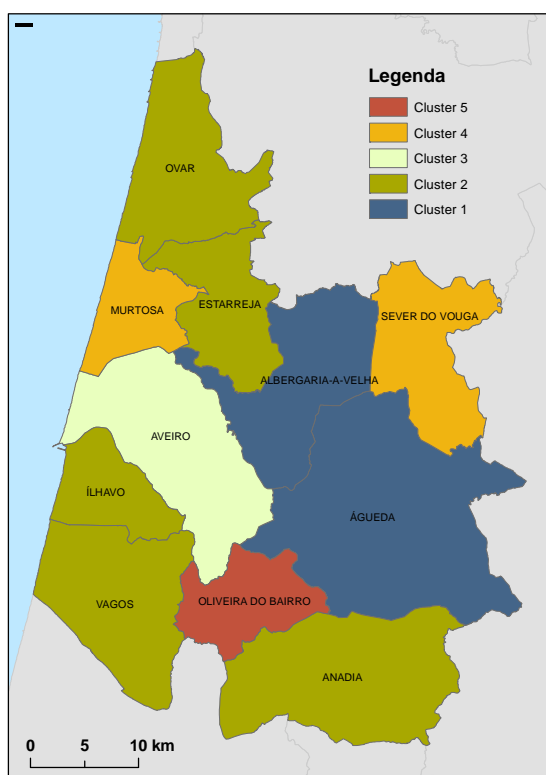 Legenda
Cluster 5
Cluster 4
Cluster 3
Cluster 2
Cluster 1
OVAR
MURTOSA
ESTARREJA
SEVER DO VOUGA
ALBERGARIA-A-VELHA
AVEIRO
ÍLHAVO
ÁGUEDA
VAGOS
OLIVEIRA DO BAIRRO
ANADIA
0 5 10 km